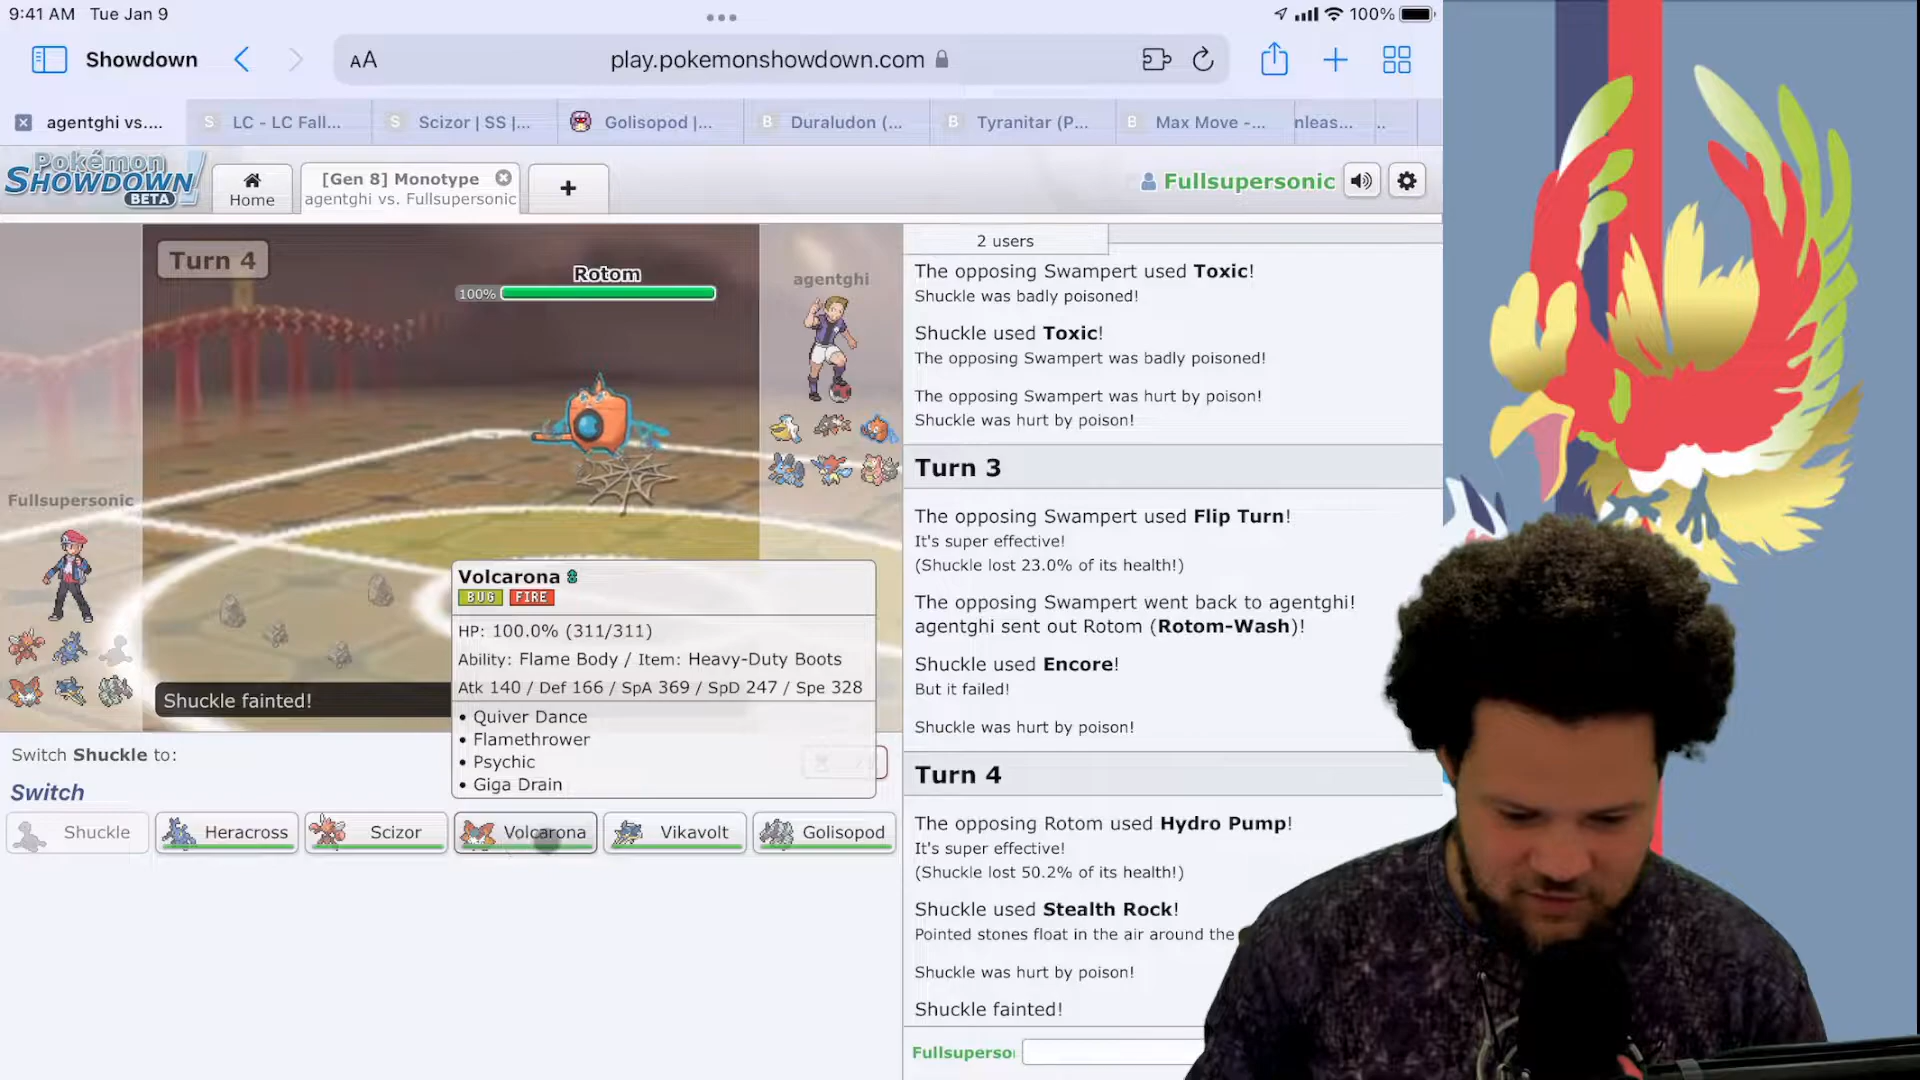 9:41 AM Tue Jan 9
100%
Showdown
AA
play.pokemonshowdown.com
agentghi vs....
S LC - LC Fall...
S Scizor | SS |...
Golisopod |...
B Duraludon (...
B Tyranitar (P...
B Max Move -...
nleas...
..
Pokémon
SHOWDOWN!
BETA
Home
[Gen 8] Monotype
agentghi vs. Fullsupersonic
+
Fullsupersonic
Turn 4
Rotom
100%
agentghi
Fullsupersonic
Shuckle fainted!
Volcarona
BUG FIRE
HP: 100.0% (311/311)
Ability: Flame Body / Item: Heavy-Duty Boots
Atk 140 / Def 166 / SpA 369 / SpD 247 / Spe 328
• Quiver Dance
• Flamethrower
• Psychic
• Giga Drain
Switch Shuckle to:
Switch
Shuckle
Heracross
Scizor
Volcarona
Vikavolt
Golisopod
2 users
The opposing Swampert used Toxic!
Shuckle was badly poisoned!
Shuckle used Toxic!
The opposing Swampert was badly poisoned!
The opposing Swampert was hurt by poison!
Shuckle was hurt by poison!
Turn 3
The opposing Swampert used Flip Turn!
It's super effective!
(Shuckle lost 23.0% of its health!)
The opposing Swampert went back to agentghi!
agentghi sent out Rotom (Rotom-Wash)!
Shuckle used Encore!
But it failed!
Shuckle was hurt by poison!
Turn 4
The opposing Rotom used Hydro Pump!
It's super effective!
(Shuckle lost 50.2% of its health!)
Shuckle used Stealth Rock!
Pointed stones float in the air around the
Shuckle was hurt by poison!
Shuckle fainted!
Fullsuperso